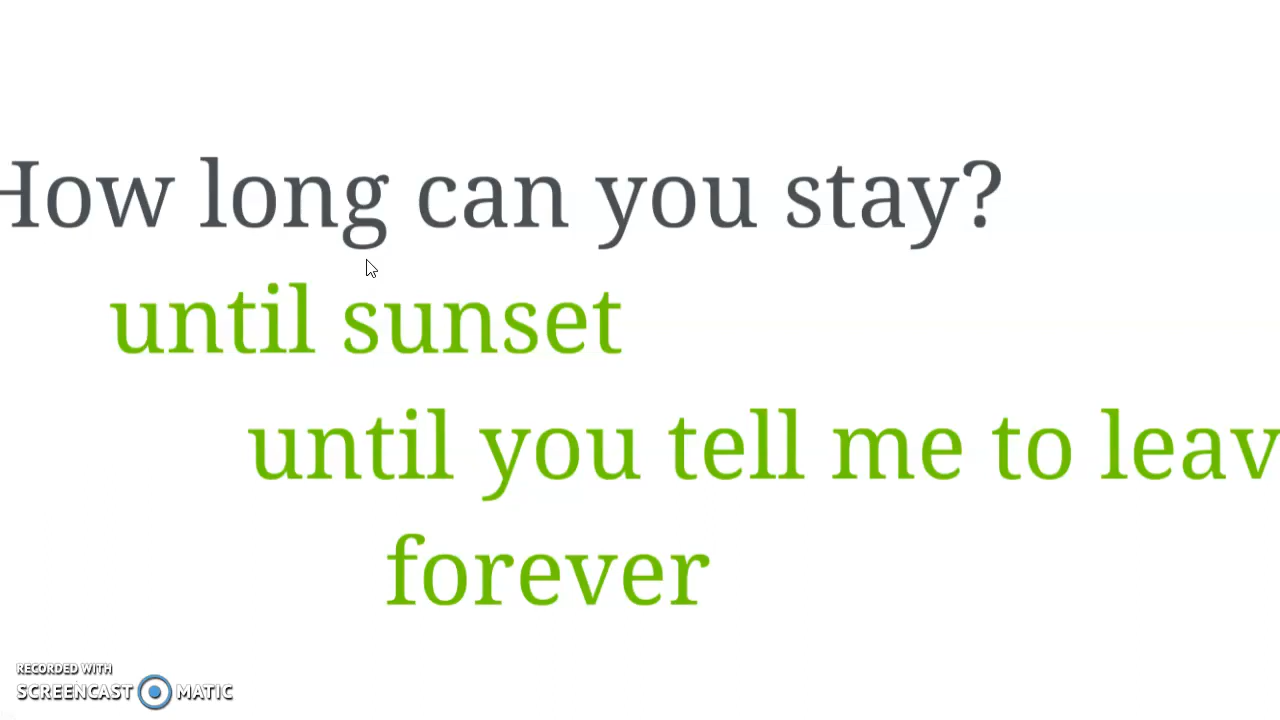 How long can you stay?
until sunset
until you tell me to leav
forever
RECORDED WITH
SCREENCAST MATIC